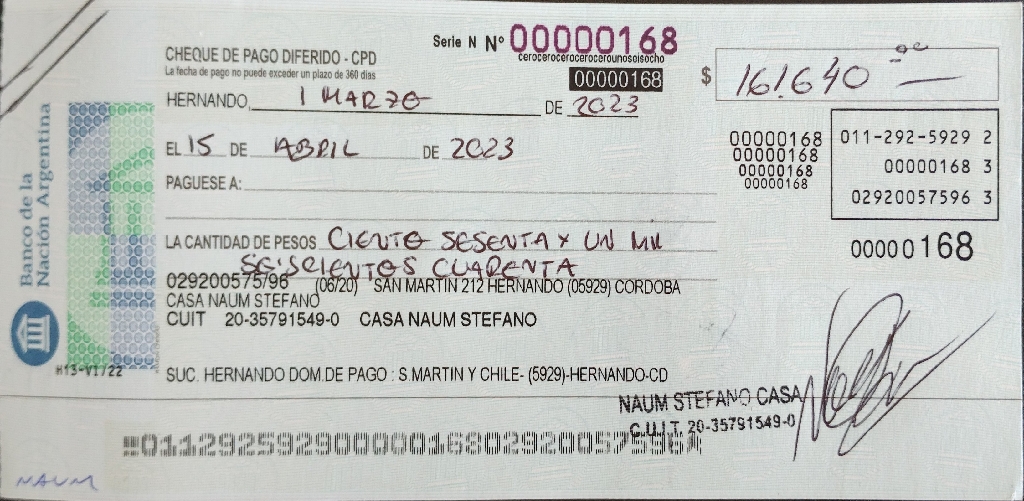 Serie N Nº 00000168
cerocerocerocerocerounoseisocho
00000168
CHEQUE DE PAGO DIFERIDO - CPD
La fecha de pago no puede exceder un plazo de 360 días
$ 161.640 oo
HERNANDO, 1 MARZO DE 2023
EL 15 DE ABRIL DE 2023
PAGUESE A:
00000168
00000168
00000168
00000168
011-292-5929 2
00000168 3
02920057596 3
LA CANTIDAD DE PESOS CIENTO SESENTA Y UN MIL
SEISCIENTOS CUARENTA
00000168
029200575/96 (06/20) SAN MARTIN 212 HERNANDO (05929) CORDOBA
CASA NAUM STEFANO
CUIT 20-35791549-0 CASA NAUM STEFANO
Banco de la
Nación Argentina
H13-V1/22
SUC. HERNANDO DOM.DE PAGO : S.MARTIN Y CHILE- (5929)-HERNANDO-CD
NAUM STEFANO CASA
C.U.I.T. 20-35791549-0
01129259290000016802920057596
NAUM